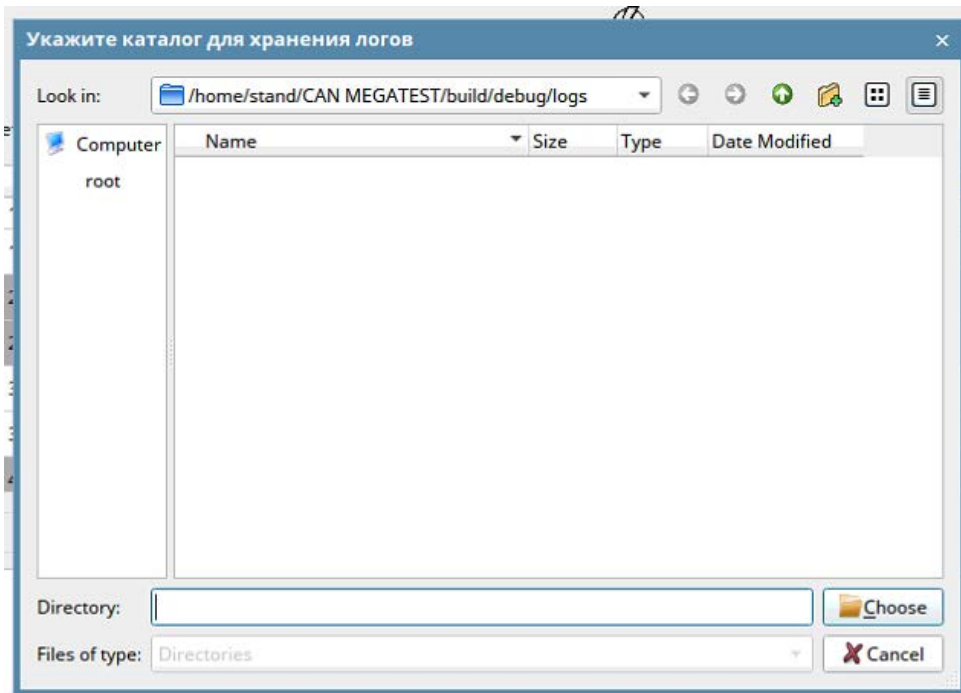 Укажите каталог для хранения логов
Look in: /home/stand/CAN MEGATEST/build/debug/logs
Computer
root
Name Size Type Date Modified
Directory:
Choose
Files of type: Directories
Cancel